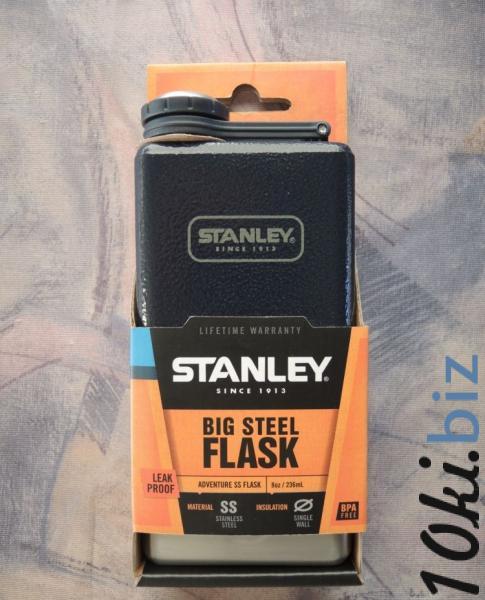 STANLEY®
SINCE 1913
LIFETIME WARRANTY
STANLEY®
SINCE 1913
BIG STEEL
FLASK
LEAK
PROOF
ADVENTURE SS FLASK 8oz / 236mL
MATERIAL SS STAINLESS STEEL
INSULATION SINGLE WALL
BPA
FREE
10ki.biz